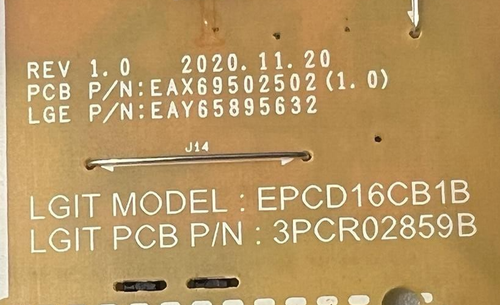 REV 1.0 2020.11.20
PCB P/N:EAX69502502(1.0)
LGE P/N:EAY65895632
J14
LGIT MODEL : EPCD16CB1B
LGIT PCB P/N : 3PCR02859B